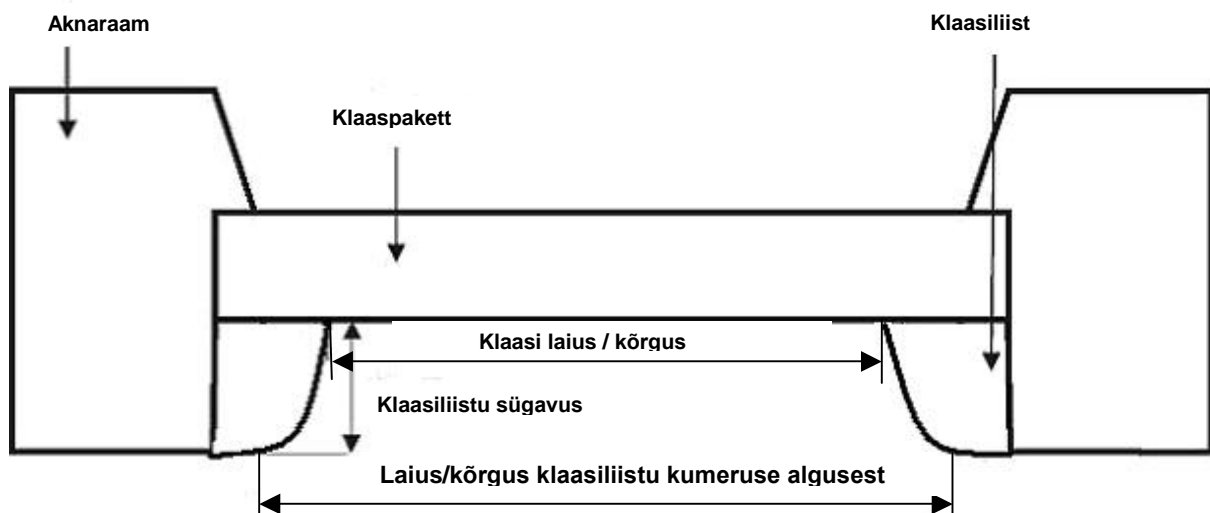 Aknaraam
Klaasiliist
Klaaspakett
Klaasi laius / kõrgus
Klaasiliistu sügavus
Laius/kõrgus klaasiliistu kumeruse algusest